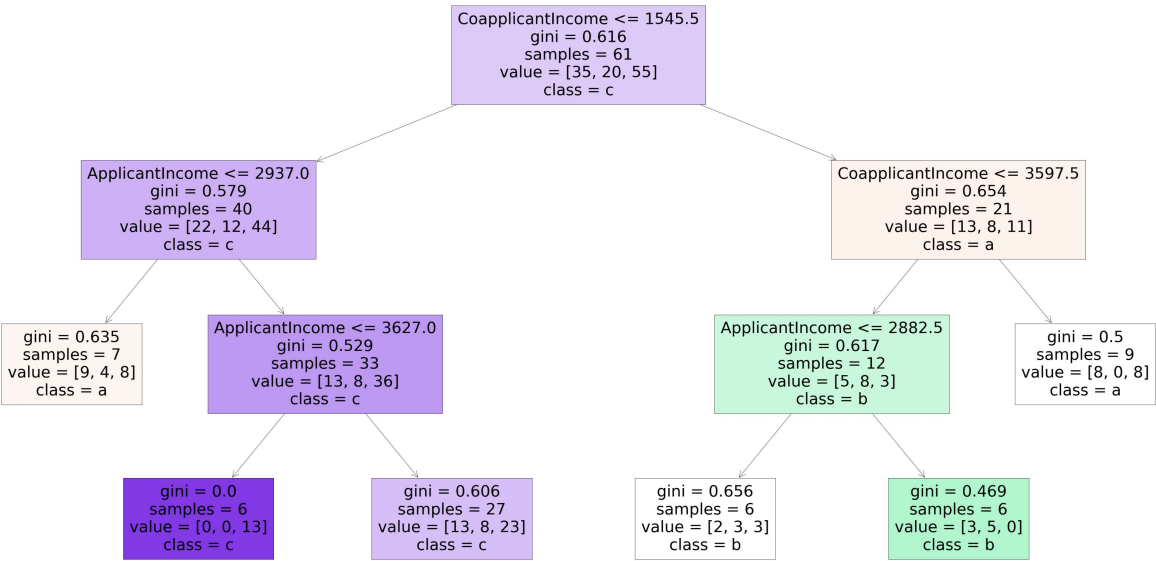 CoapplicantIncome <= 1545.5
gini = 0.616
samples = 61
value = [35, 20, 55]
class = c
ApplicantIncome <= 2937.0
gini = 0.579
samples = 40
value = [22, 12, 44]
class = c
CoapplicantIncome <= 3597.5
gini = 0.654
samples = 21
value = [13, 8, 11]
class = a
gini = 0.635
samples = 7
value = [9, 4, 8]
class = a
ApplicantIncome <= 3627.0
gini = 0.529
samples = 33
value = [13, 8, 36]
class = c
ApplicantIncome <= 2882.5
gini = 0.617
samples = 12
value = [5, 8, 3]
class = b
gini = 0.5
samples = 9
value = [8, 0, 8]
class = a
gini = 0.0
samples = 6
value = [0, 0, 13]
class = c
gini = 0.606
samples = 27
value = [13, 8, 23]
class = c
gini = 0.656
samples = 6
value = [2, 3, 3]
class = b
gini = 0.469
samples = 6
value = [3, 5, 0]
class = b